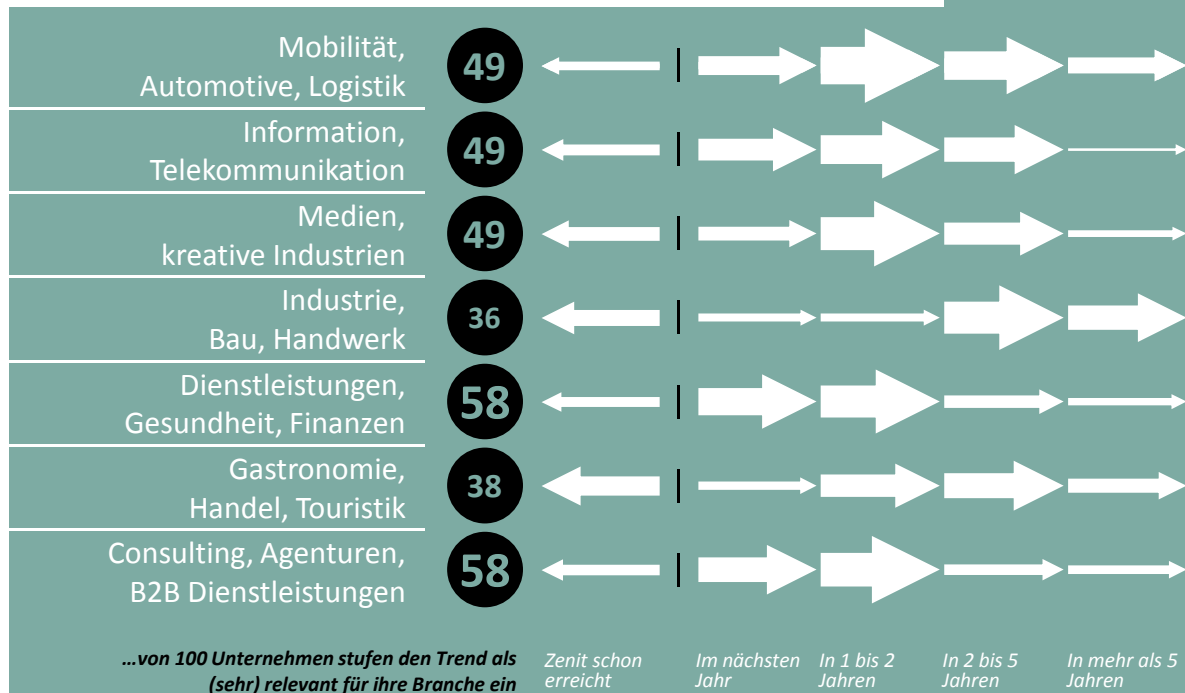 Mobilität,
Automotive, Logistik
49
Information,
Telekommunikation
49
Medien,
kreative Industrien
49
Industrie,
Bau, Handwerk
36
Dienstleistungen,
Gesundheit, Finanzen
58
Gastronomie,
Handel, Touristik
38
Consulting, Agenturen,
B2B Dienstleistungen
58
...von 100 Unternehmen stufen den Trend als
(sehr) relevant für ihre Branche ein
Zenit schon
erreicht
Im nächsten
Jahr
In 1 bis 2
Jahren
In 2 bis 5
Jahren
In mehr als 5
Jahren